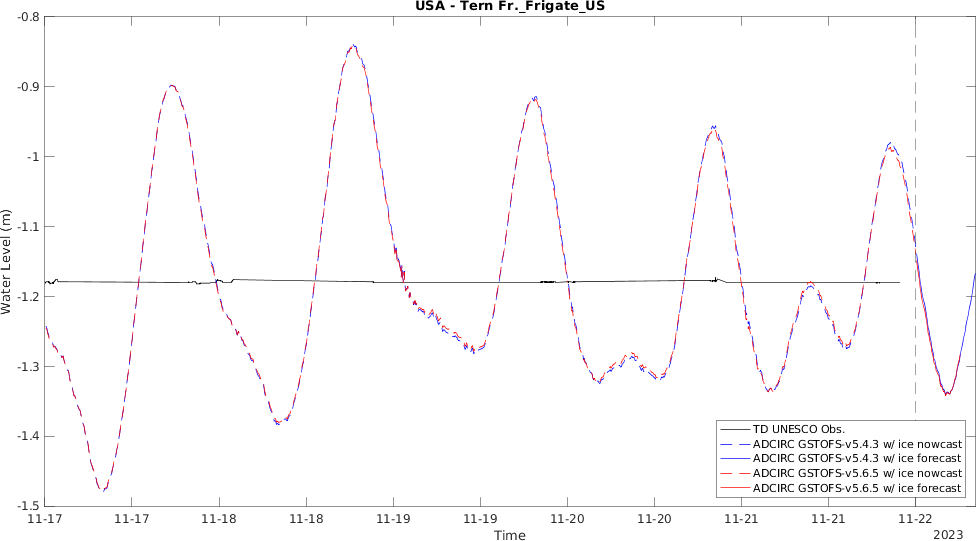 USA - Tern Fr._Frigate_US
-0.8
-0.9
-1
-1.1
-1.2
-1.3
-1.4
-1.5
Water Level (m)
11-17 11-17 11-18 11-18 11-19 11-19 11-20 11-20 11-21 11-21 11-22
2023
Time
TD UNESCO Obs.
ADCIRC GSTOFS-v5.4.3 w/ ice nowcast
ADCIRC GSTOFS-v5.4.3 w/ ice forecast
ADCIRC GSTOFS-v5.6.5 w/ ice nowcast
ADCIRC GSTOFS-v5.6.5 w/ ice forecast